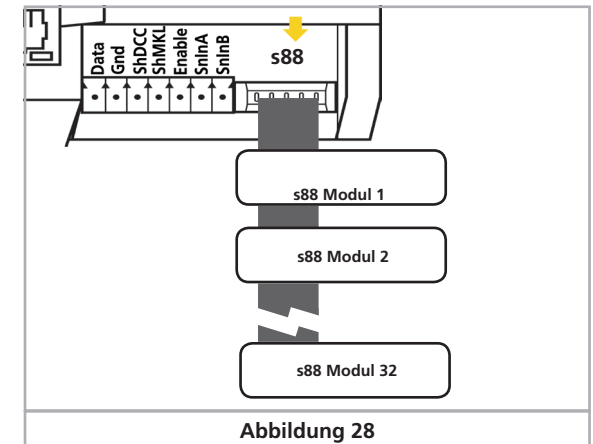 Data
Gnd
ShDCC
ShMKL
Enable
SnInA
SnInB
s88
s88 Modul 1
s88 Modul 2
s88 Modul 32
Abbildung 28